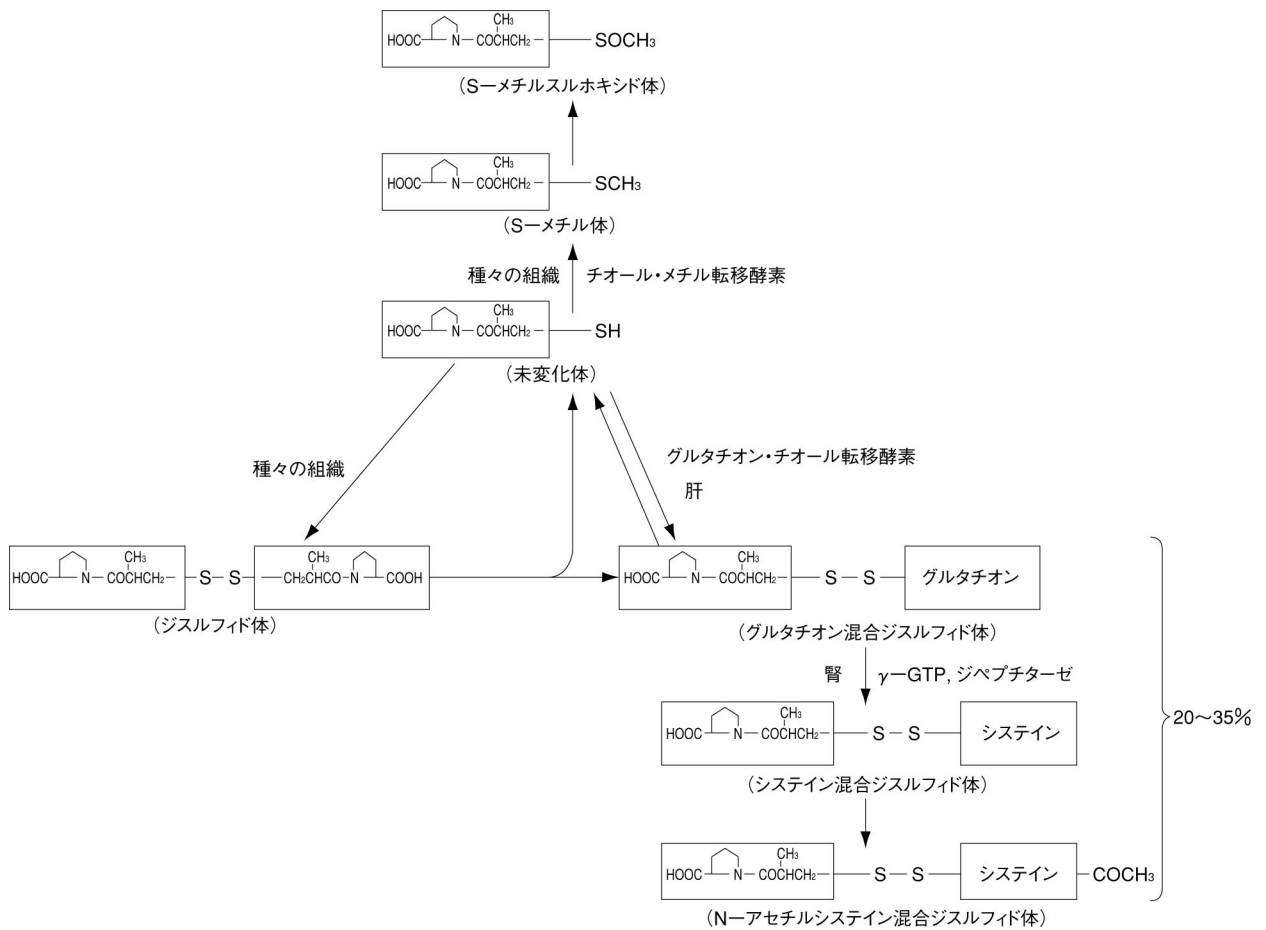 HOOC N COCHCH₂ CH₃ SOCH₃
(S－メチルスルホキシド体)
HOOC N COCHCH₂ CH₃ SCH₃
(S－メチル体)
種々の組織 チオール・メチル転移酵素
HOOC N COCHCH₂ CH₃ SH
(未変化体)
種々の組織
グルタチオン・チオール転移酵素
肝
HOOC N COCHCH₂ CH₃ S S CH₂CHCO CH₃ N COOH
(ジスルフィド体)
HOOC N COCHCH₂ CH₃ S S グルタチオン
(グルタチオン混合ジスルフィド体)
腎 γ－GTP, ジペプチターゼ
HOOC N COCHCH₂ CH₃ S S システイン
(システイン混合ジスルフィド体)
HOOC N COCHCH₂ CH₃ S S システイン COCH₃
(N－アセチルシステイン混合ジスルフィド体)
20～35％